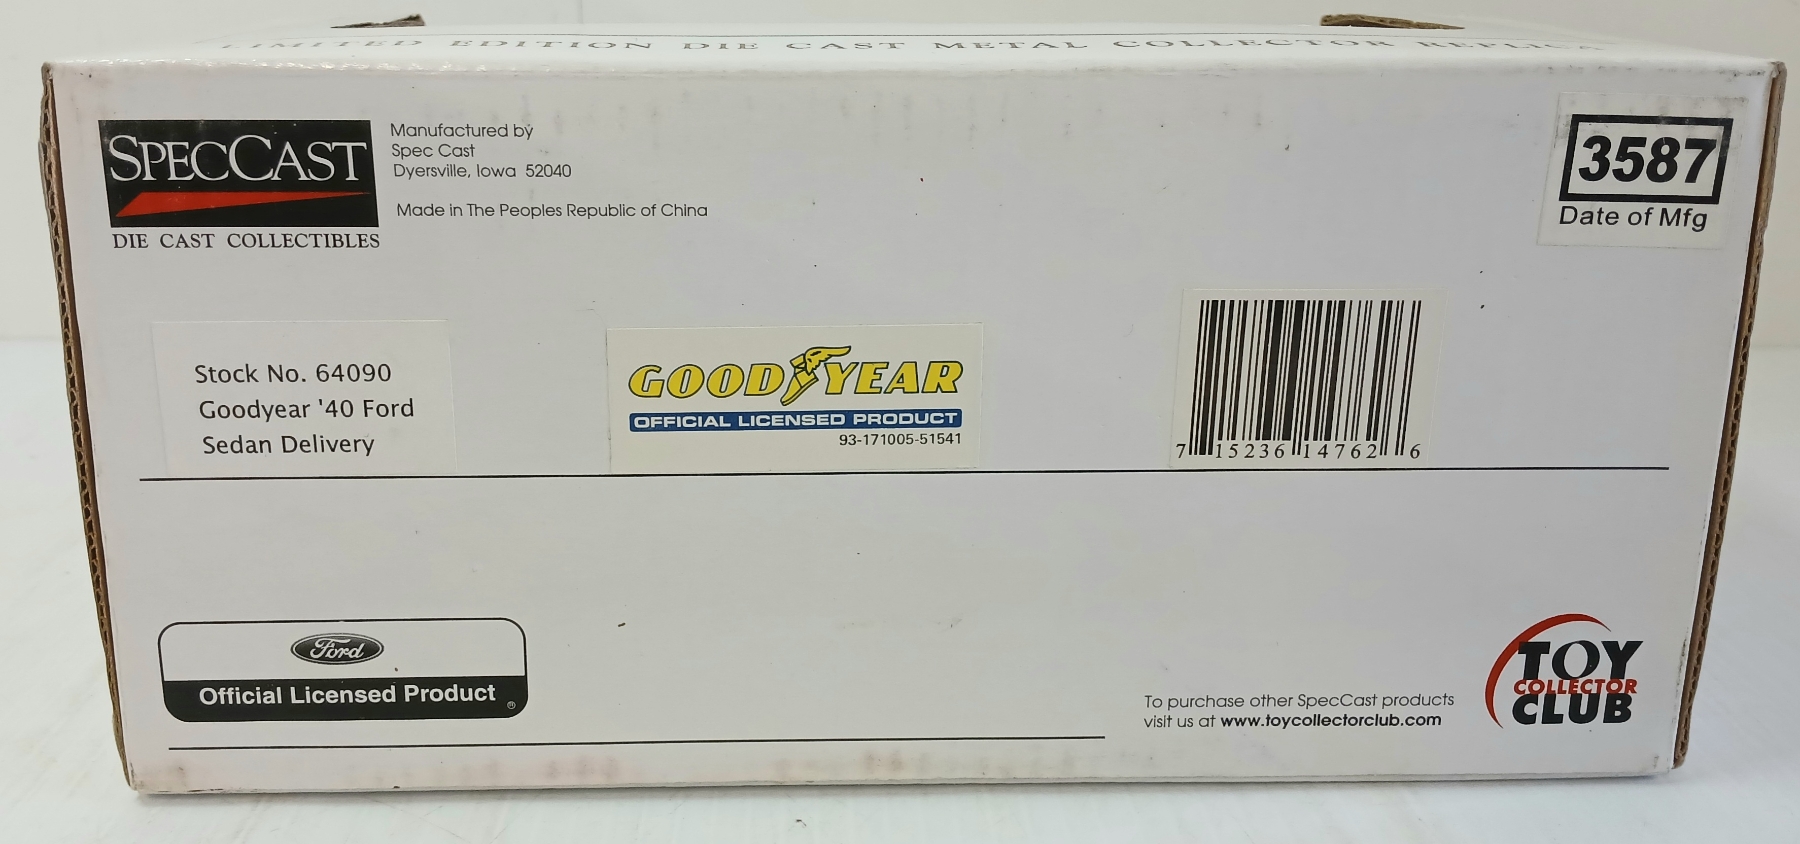 LIMITED EDITION DIE CAST METAL COLLECTOR REPLICA
SPECCAST
DIE CAST COLLECTIBLES
Manufactured by
Spec Cast
Dyersville, Iowa 52040
Made in The Peoples Republic of China
3587
Date of Mfg
Stock No. 64090
Goodyear '40 Ford
Sedan Delivery
GOODYEAR
OFFICIAL LICENSED PRODUCT
93-171005-51541
7 15236 14762 6
Ford
Official Licensed Product ®
To purchase other SpecCast products
visit us at www.toycollectorclub.com
TOY
COLLECTOR
CLUB